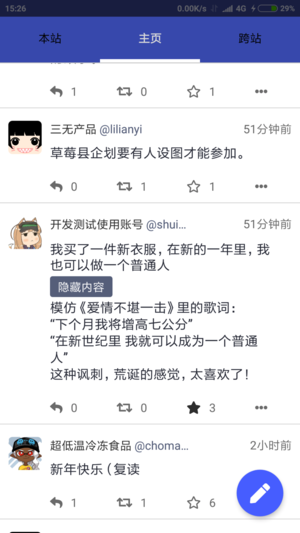 15:26 0.00K/s 4G 29%
本站 主页 跨站
1 0 1
三无产品 @lilianyi 51分钟前
草莓县企划要有人设图才能参加。
0 1 1
开发测试使用账号 @shui... 51分钟前
我买了一件新衣服，在新的一年里，我
也可以做一个普通人
隐藏内容
模仿《爱情不堪一击》里的歌词：
“下个月我将增高七公分”
“在新世纪里 我就可以成为一个普通
人”
这种讽刺，荒诞的感觉，太喜欢了！
0 0 3
超低温冷冻食品 @choma... 2小时前
新年快乐（复读
1 1 6